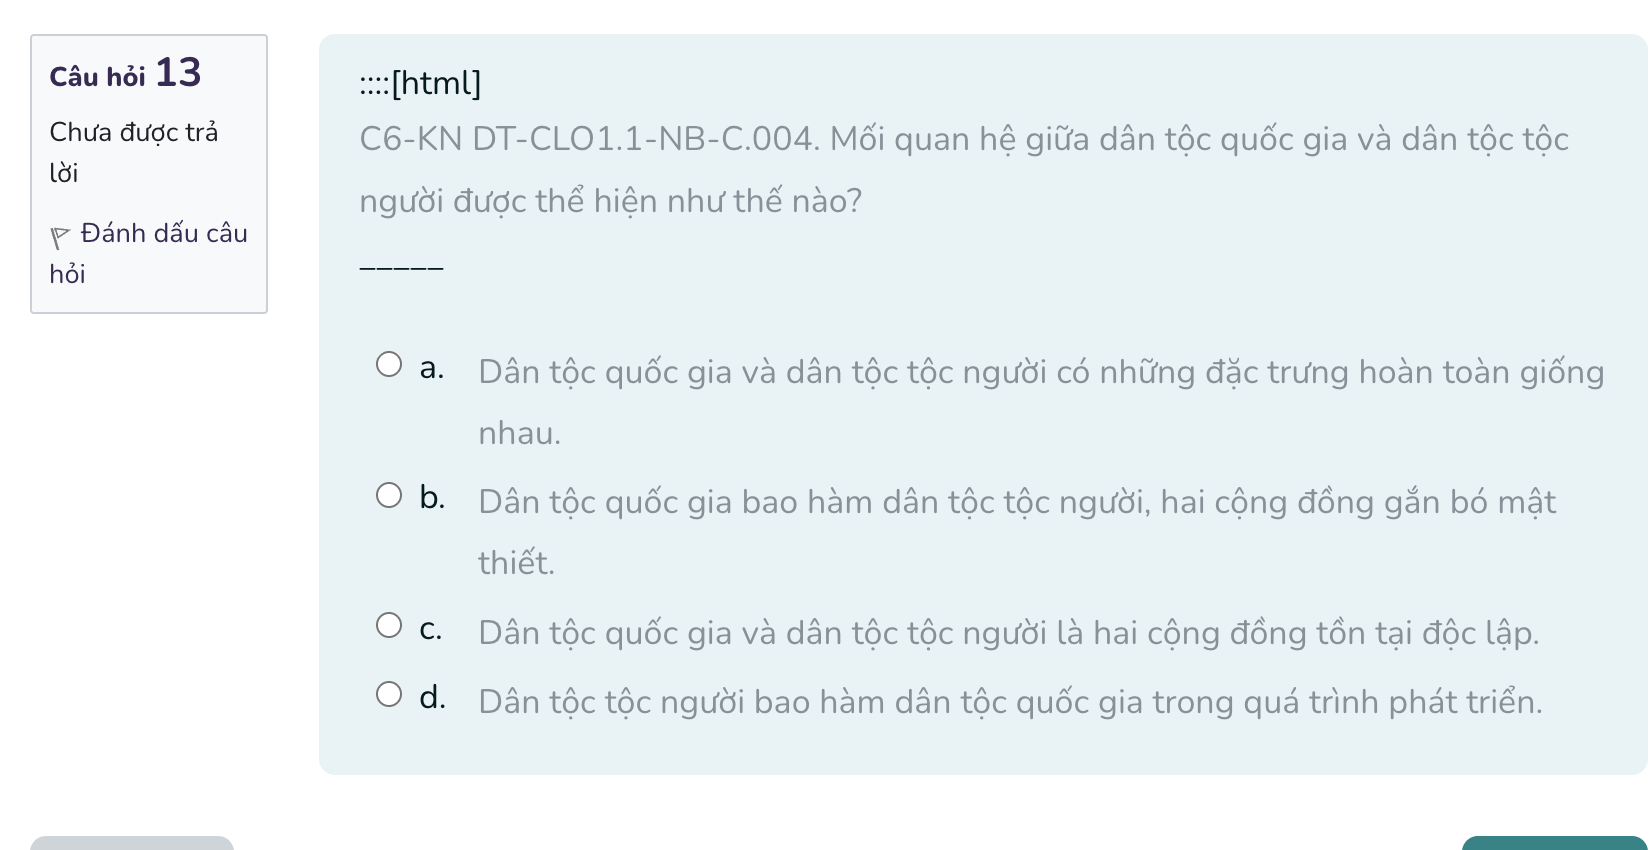 Câu hỏi 13
Chưa được trả
lời
Đánh dấu câu
hỏi
::::[html]
C6-KN DT-CLO1.1-NB-C.004. Mối quan hệ giữa dân tộc quốc gia và dân tộc tộc
người được thể hiện như thế nào?
_____
a. Dân tộc quốc gia và dân tộc tộc người có những đặc trưng hoàn toàn giống
nhau.
b. Dân tộc quốc gia bao hàm dân tộc tộc người, hai cộng đồng gắn bó mật
thiết.
c. Dân tộc quốc gia và dân tộc tộc người là hai cộng đồng tồn tại độc lập.
d. Dân tộc tộc người bao hàm dân tộc quốc gia trong quá trình phát triển.